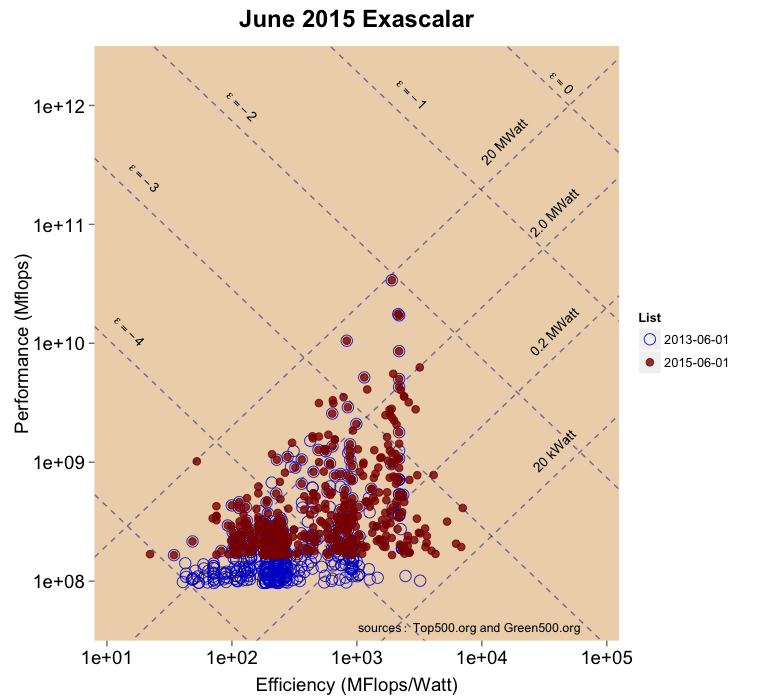 June 2015 Exascalar
ε = 0
ε = −1
ε = −2
ε = −3
ε = −4
20 MWatt
2.0 MWatt
0.2 MWatt
20 kWatt
1e+12
1e+11
1e+10
1e+09
1e+08
Performance (Mflops)
List
2013-06-01
2015-06-01
sources : Top500.org and Green500.org
1e+01 1e+02 1e+03 1e+04 1e+05
Efficiency (MFlops/Watt)